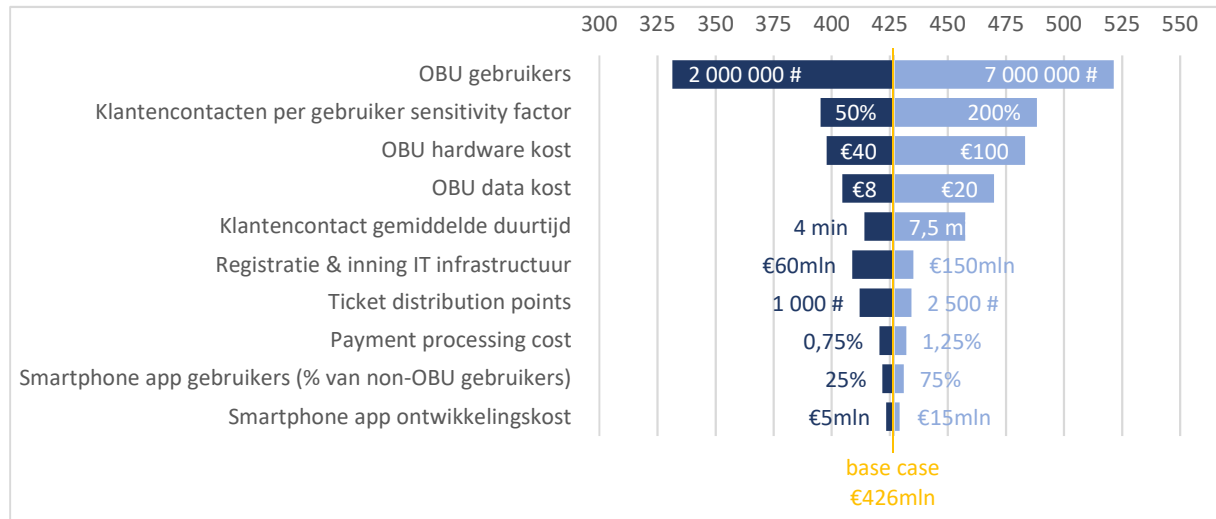 300 325 350 375 400 425 450 475 500 525 550
OBU gebruikers 2 000 000 # 7 000 000 #
Klantencontacten per gebruiker sensitivity factor 50% 200%
OBU hardware kost €40 €100
OBU data kost €8 €20
Klantencontact gemiddelde duurtijd 4 min 7,5 m
Registratie & inning IT infrastructuur €60mln €150mln
Ticket distribution points 1 000 # 2 500 #
Payment processing cost 0,75% 1,25%
Smartphone app gebruikers (% van non-OBU gebruikers) 25% 75%
Smartphone app ontwikkelingskost €5mln €15mln
base case
€426mln